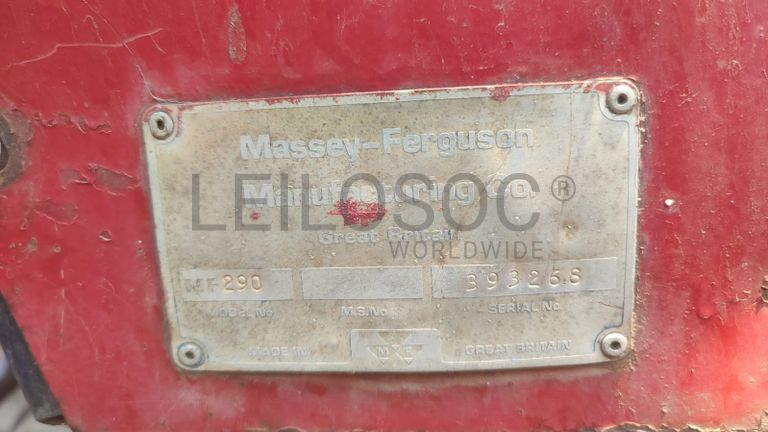 Massey-Ferguson
Manufacturing Co.
LEILOSOC®
Great Britain
WORLDWIDE
MF290 393268
MODEL No. M.S.No. SERIAL No.
MADE IN MF GREAT BRITAIN